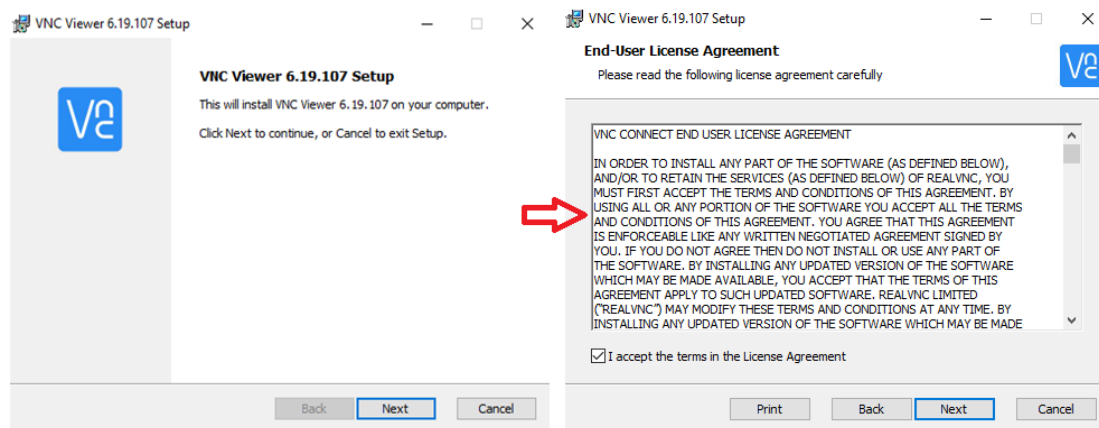 VNC Viewer 6.19.107 Setup
VNC
VNC Viewer 6.19.107 Setup
This will install VNC Viewer 6.19.107 on your computer.
Click Next to continue, or Cancel to exit Setup.
Back Next Cancel
VNC Viewer 6.19.107 Setup
End-User License Agreement
Please read the following license agreement carefully
VNC
VNC CONNECT END USER LICENSE AGREEMENT
IN ORDER TO INSTALL ANY PART OF THE SOFTWARE (AS DEFINED BELOW),
AND/OR TO RETAIN THE SERVICES (AS DEFINED BELOW) OF REALVNC, YOU
MUST FIRST ACCEPT THE TERMS AND CONDITIONS OF THIS AGREEMENT. BY
USING ALL OR ANY PORTION OF THE SOFTWARE YOU ACCEPT ALL THE TERMS
AND CONDITIONS OF THIS AGREEMENT. YOU AGREE THAT THIS AGREEMENT
IS ENFORCEABLE LIKE ANY WRITTEN NEGOTIATED AGREEMENT SIGNED BY
YOU. IF YOU DO NOT AGREE THEN DO NOT INSTALL OR USE ANY PART OF
THE SOFTWARE. BY INSTALLING ANY UPDATED VERSION OF THE SOFTWARE
WHICH MAY BE MADE AVAILABLE, YOU ACCEPT THAT THE TERMS OF THIS
AGREEMENT APPLY TO SUCH UPDATED SOFTWARE. REALVNC LIMITED
("REALVNC") MAY MODIFY THESE TERMS AND CONDITIONS AT ANY TIME. BY
INSTALLING ANY UPDATED VERSION OF THE SOFTWARE WHICH MAY BE MADE
I accept the terms in the License Agreement
Print Back Next Cancel